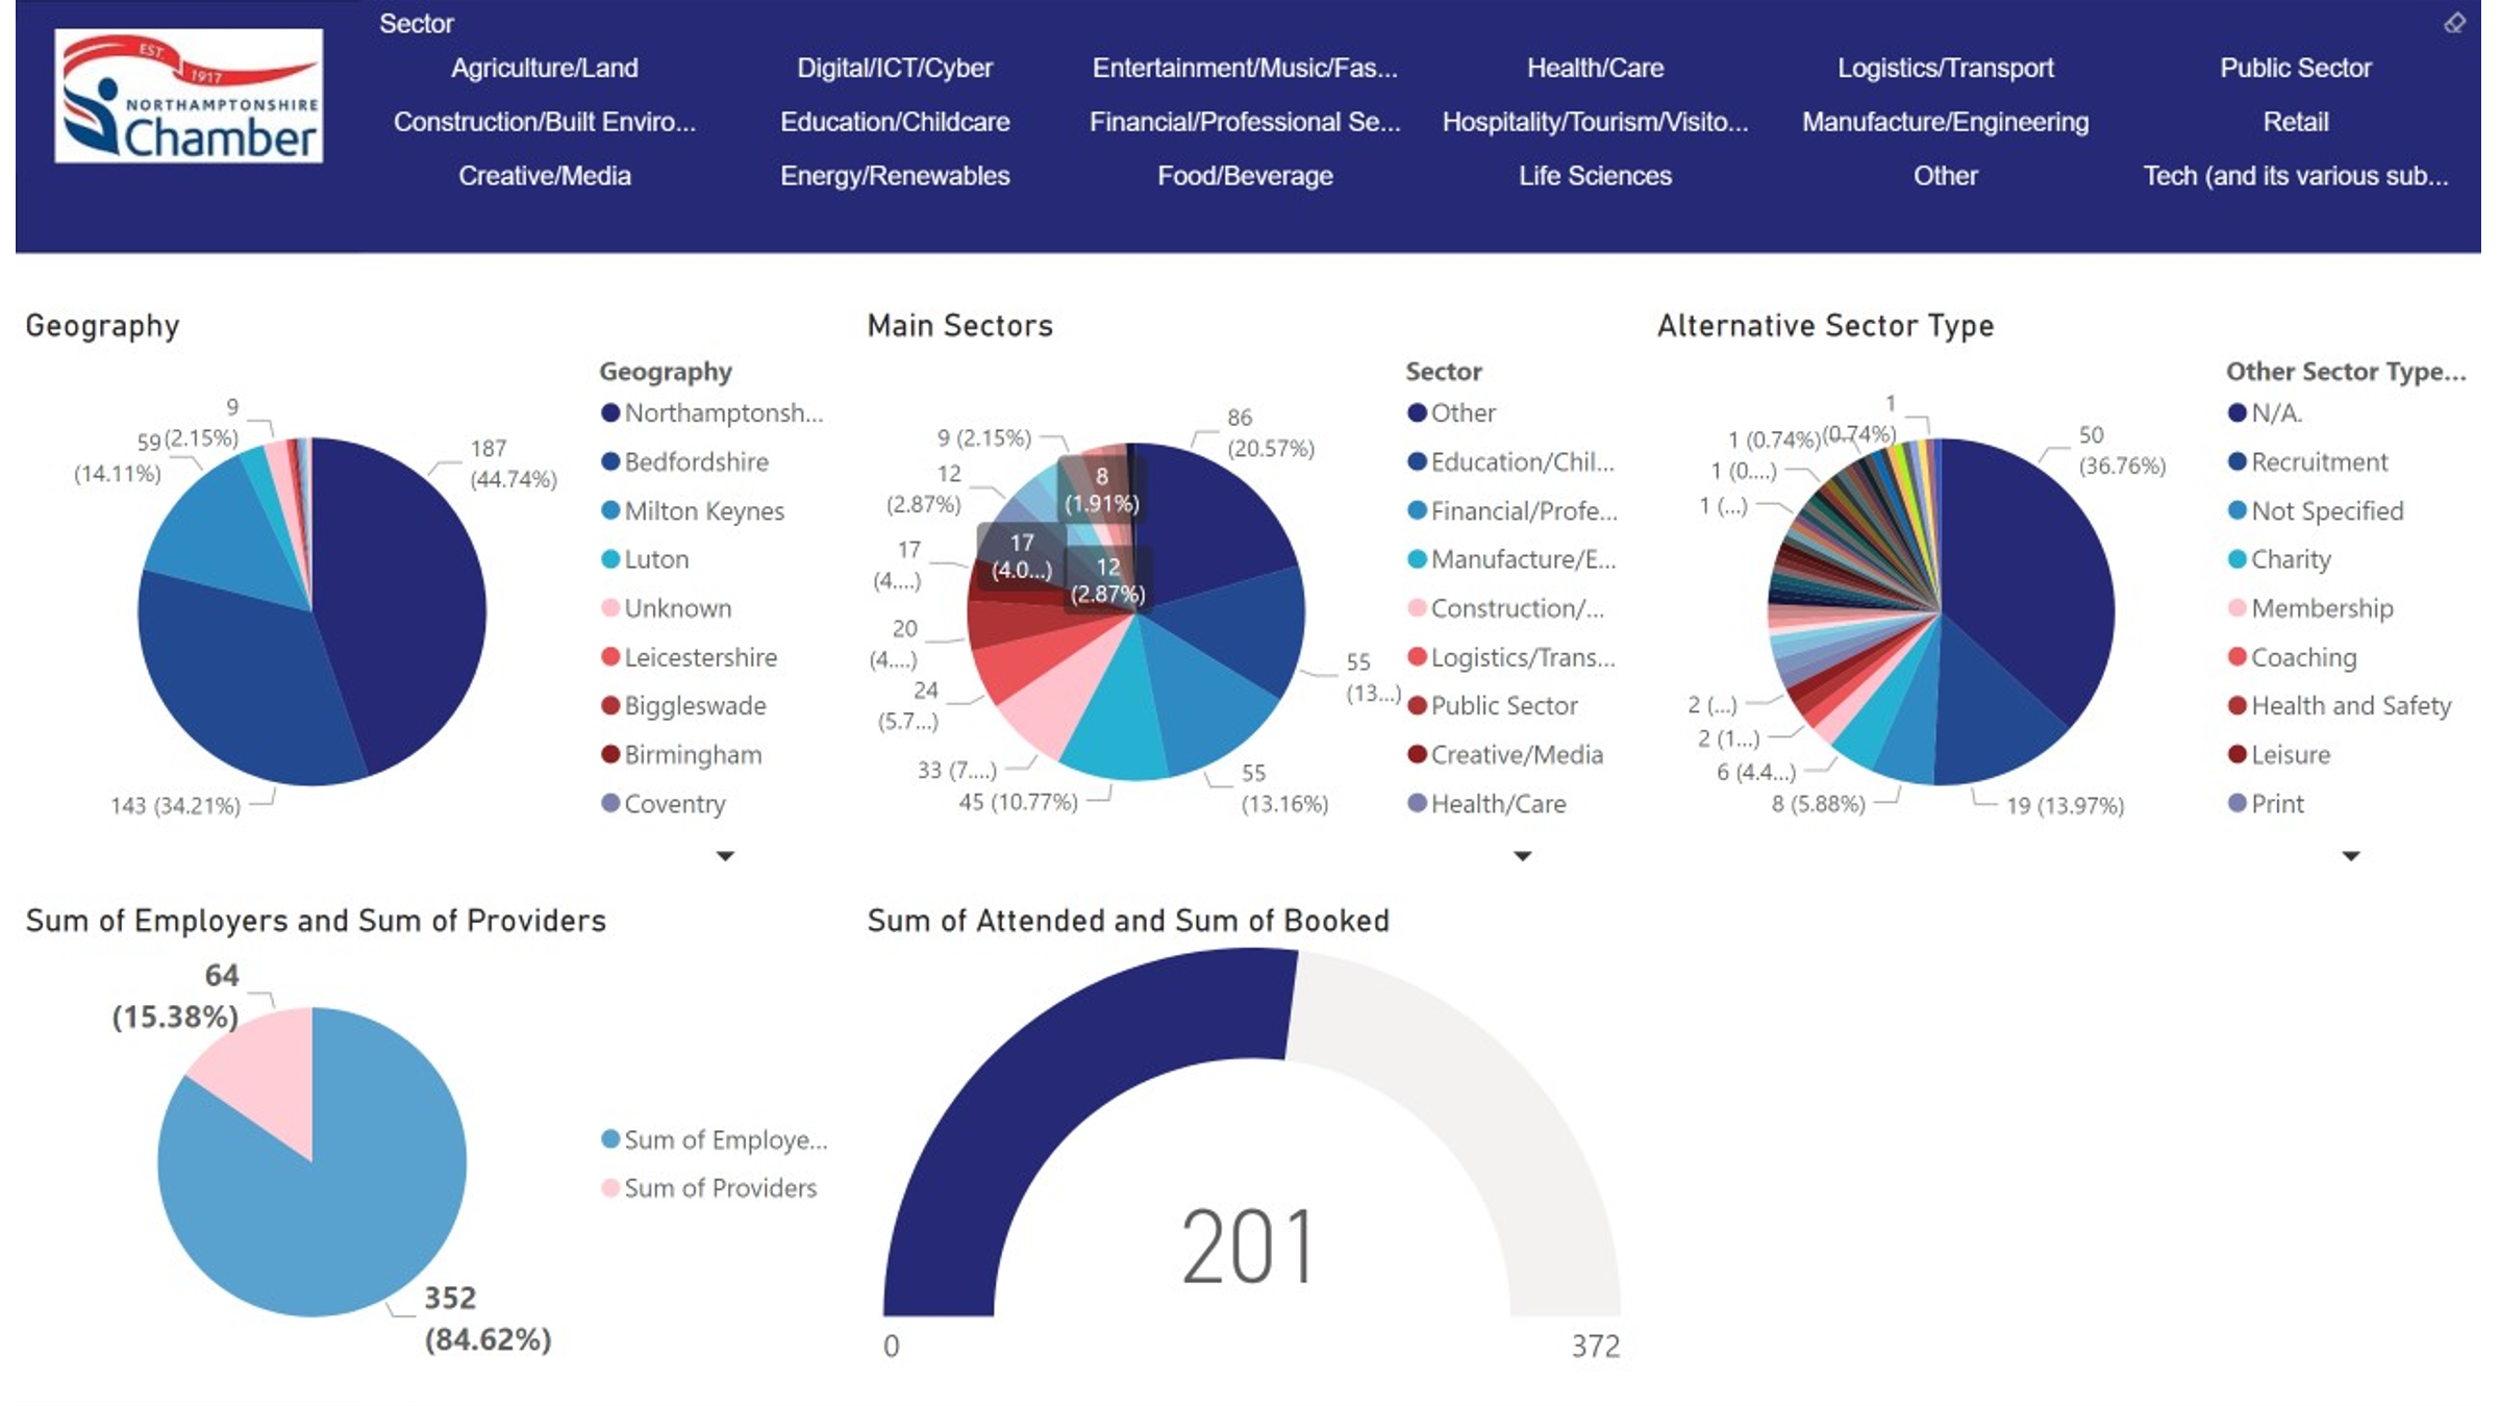 EST.
1917
NORTHAMPTONSHIRE
Chamber
Sector
Agriculture/Land
Digital/ICT/Cyber
Entertainment/Music/Fas...
Health/Care
Logistics/Transport
Public Sector
Construction/Built Enviro...
Education/Childcare
Financial/Professional Se...
Hospitality/Tourism/Visito...
Manufacture/Engineering
Retail
Creative/Media
Energy/Renewables
Food/Beverage
Life Sciences
Other
Tech (and its various sub...
Geography
9
(2.15%)
59
(14.11%)
187
(44.74%)
143 (34.21%)
Geography
Northamptonsh...
Bedfordshire
Milton Keynes
Luton
Unknown
Leicestershire
Biggleswade
Birmingham
Coventry
Main Sectors
86
(20.57%)
9 (2.15%)
12
(2.87%)
8
(1.91%)
17
(4.0...)
12
(2.87%)
17
(4....)
20
(4....)
24
(5.7...)
33 (7....)
45 (10.77%)
55
(13.16%)
55
(13...)
Sector
Other
Education/Chil...
Financial/Profe...
Manufacture/E...
Construction/...
Logistics/Trans...
Public Sector
Creative/Media
Health/Care
Alternative Sector Type
1
(0.74%)
1 (0.74%)
1 (0....)
1 (...)
50
(36.76%)
2 (...)
2 (1...)
6 (4.4...)
8 (5.88%)
19 (13.97%)
Other Sector Type...
N/A.
Recruitment
Not Specified
Charity
Membership
Coaching
Health and Safety
Leisure
Print
Sum of Employers and Sum of Providers
64
(15.38%)
352
(84.62%)
Sum of Employe...
Sum of Providers
Sum of Attended and Sum of Booked
201
0
372